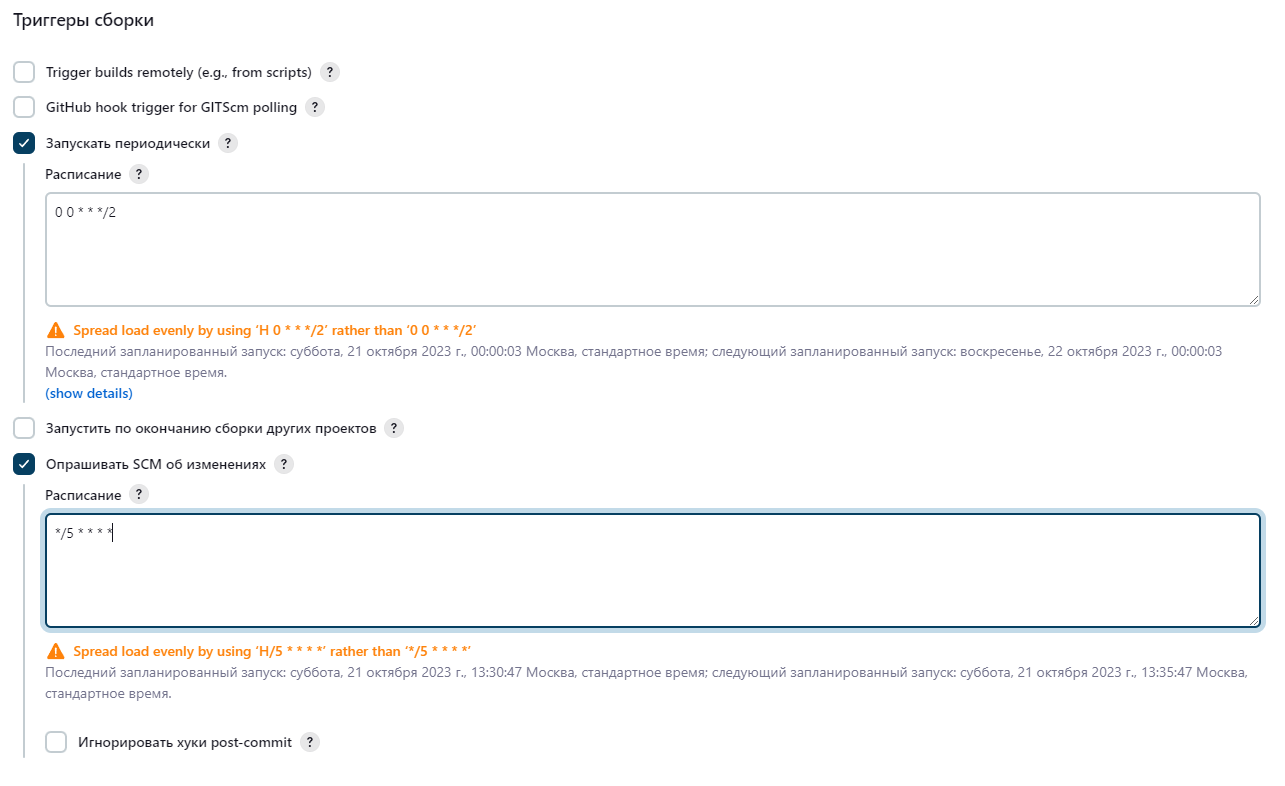 Триггеры сборки
Trigger builds remotely (e.g., from scripts) ?
GitHub hook trigger for GITScm polling ?
Запускать периодически ?
Расписание ?
0 0 * * */2
Spread load evenly by using ‘H 0 * * */2’ rather than ‘0 0 * * */2’
Последний запланированный запуск: суббота, 21 октября 2023 г., 00:00:03 Москва, стандартное время; следующий запланированный запуск: воскресенье, 22 октября 2023 г., 00:00:03
Москва, стандартное время.
(show details)
Запустить по окончанию сборки других проектов ?
Опрашивать SCM об изменениях ?
Расписание ?
*/5 * * * *
Spread load evenly by using ‘H/5 * * * *’ rather than ‘*/5 * * * *’
Последний запланированный запуск: суббота, 21 октября 2023 г., 13:30:47 Москва, стандартное время; следующий запланированный запуск: суббота, 21 октября 2023 г., 13:35:47 Москва,
стандартное время.
Игнорировать хуки post-commit ?